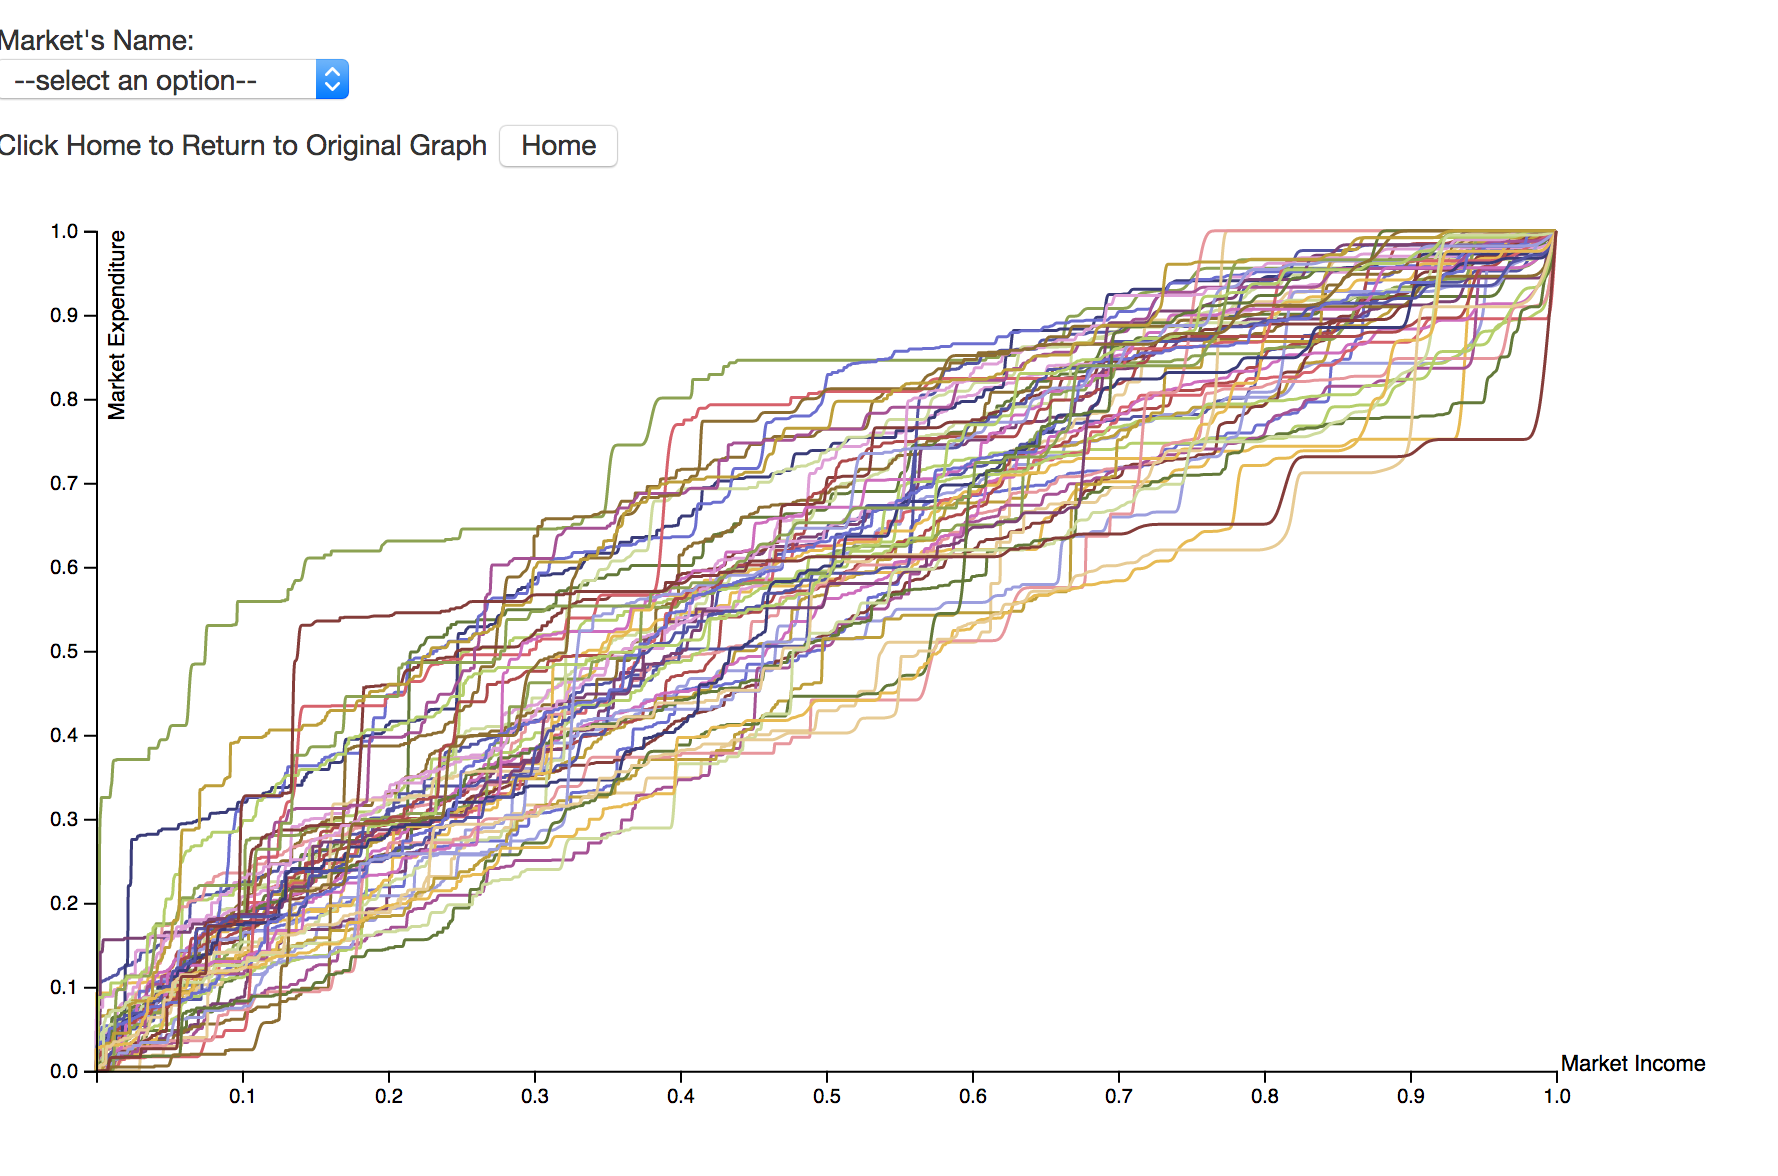 Market's Name:
--select an option--
Click Home to Return to Original Graph Home
Market Expenditure
1.0
0.9
0.8
0.7
0.6
0.5
0.4
0.3
0.2
0.1
0.0
0.1 0.2 0.3 0.4 0.5 0.6 0.7 0.8 0.9 1.0
Market Income